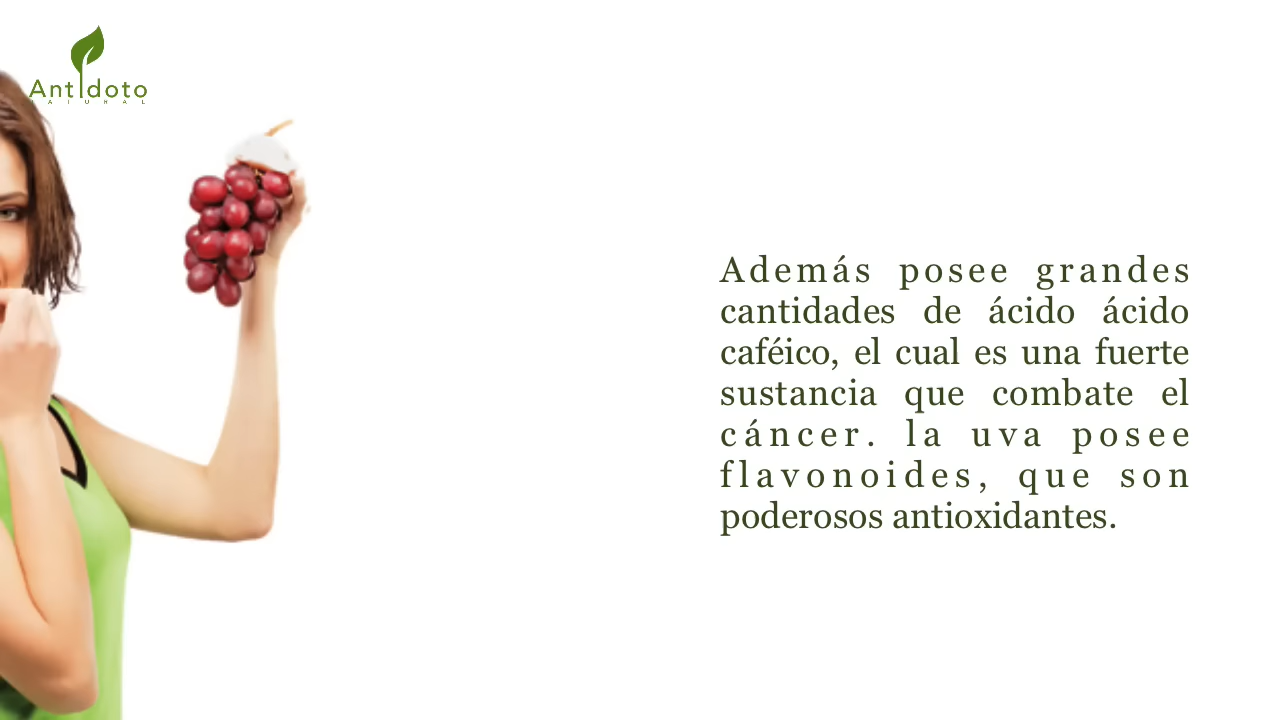 Antidoto
NATURAL
Además posee grandes
cantidades de ácido ácido
caféico, el cual es una fuerte
sustancia que combate el
cáncer. la uva posee
flavonoides, que son
poderosos antioxidantes.